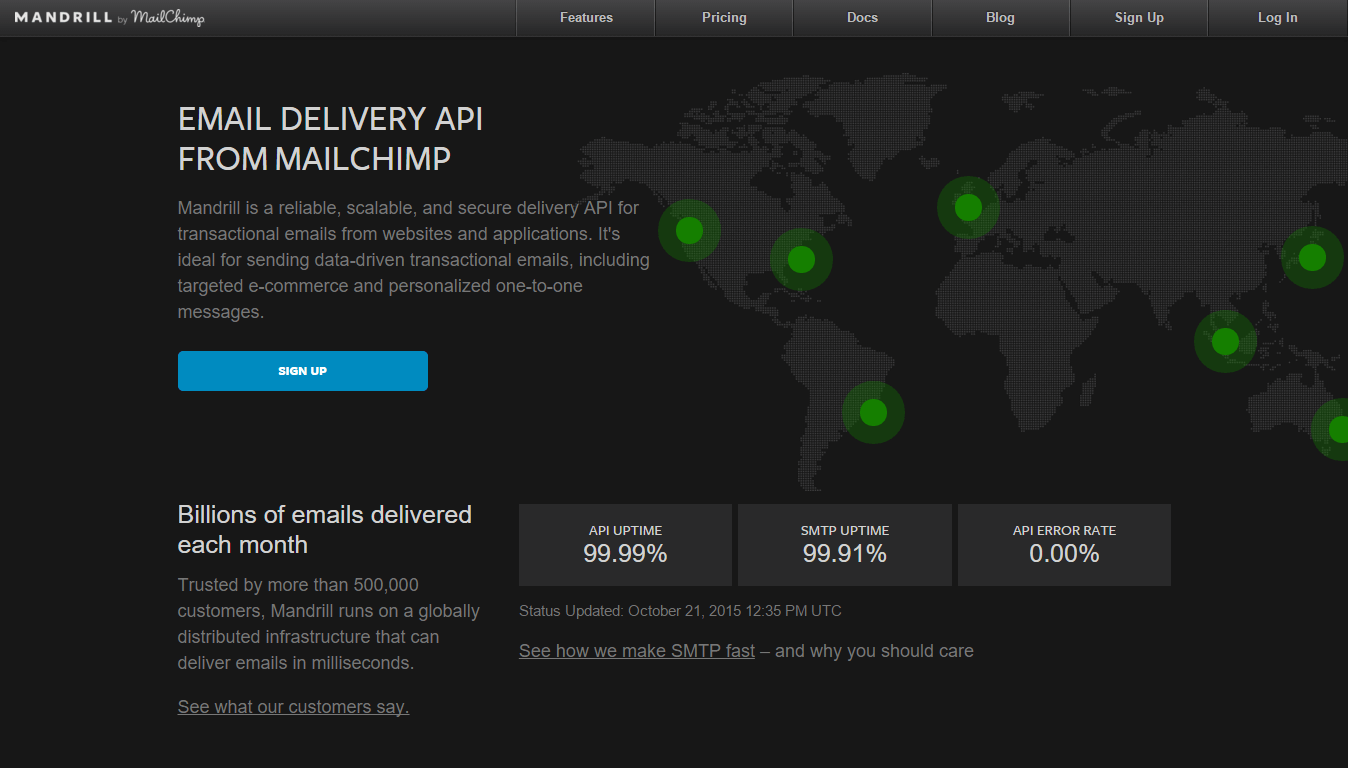 MANDRILL by MailChimp
Features
Pricing
Docs
Blog
Sign Up
Log In
EMAIL DELIVERY API
FROM MAILCHIMP
Mandrill is a reliable, scalable, and secure delivery API for
transactional emails from websites and applications. It's
ideal for sending data-driven transactional emails, including
targeted e-commerce and personalized one-to-one
messages.
SIGN UP
Billions of emails delivered
each month
Trusted by more than 500,000
customers, Mandrill runs on a globally
distributed infrastructure that can
deliver emails in milliseconds.
See what our customers say.
API UPTIME
99.99%
SMTP UPTIME
99.91%
API ERROR RATE
0.00%
Status Updated: October 21, 2015 12:35 PM UTC
See how we make SMTP fast – and why you should care